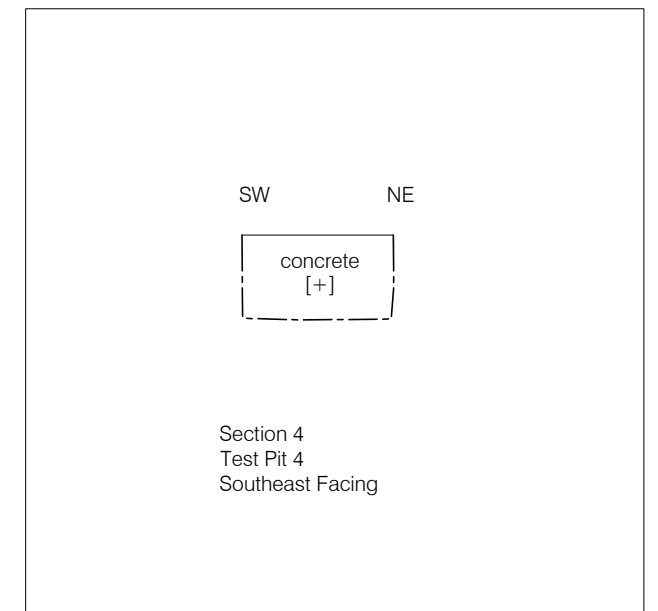 SW NE
concrete
[+]
Section 4
Test Pit 4
Southeast Facing